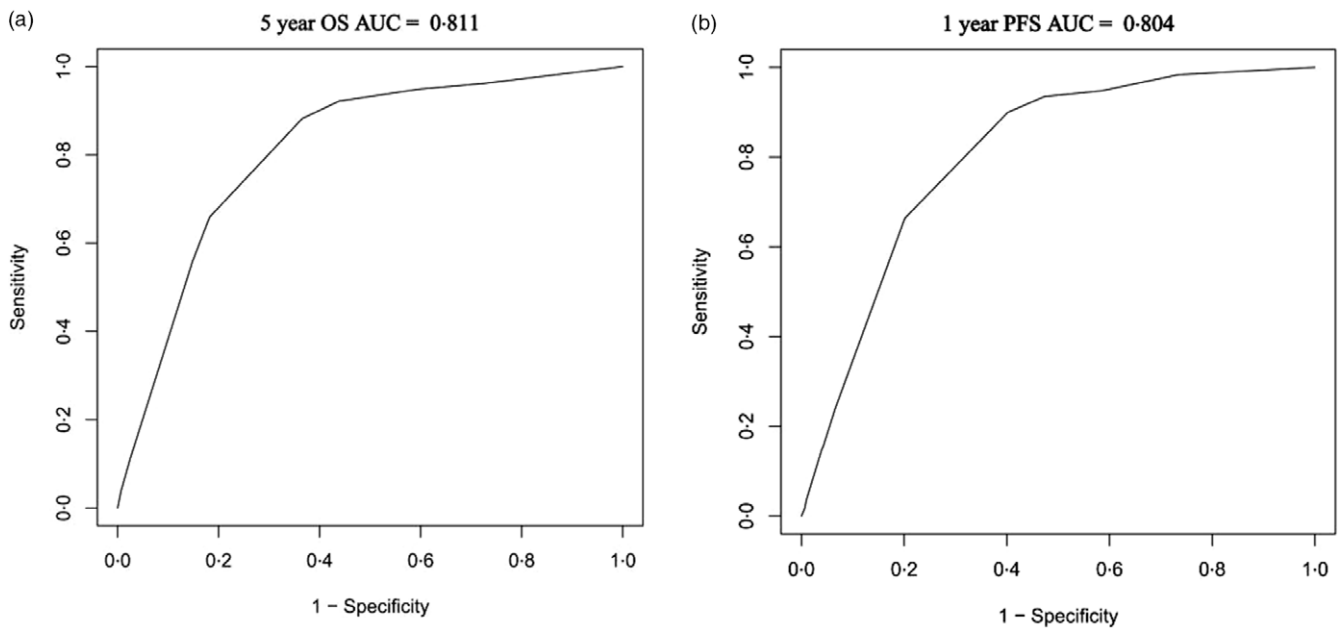 (a)
5 year OS AUC = 0·811
1·0
0·8
0·6
0·4
0·2
0·0
Sensitivity
0·0 0·2 0·4 0·6 0·8 1·0
1 − Specificity
(b)
1 year PFS AUC = 0·804
1·0
0·8
0·6
0·4
0·2
0·0
Sensitivity
0·0 0·2 0·4 0·6 0·8 1·0
1 − Specificity